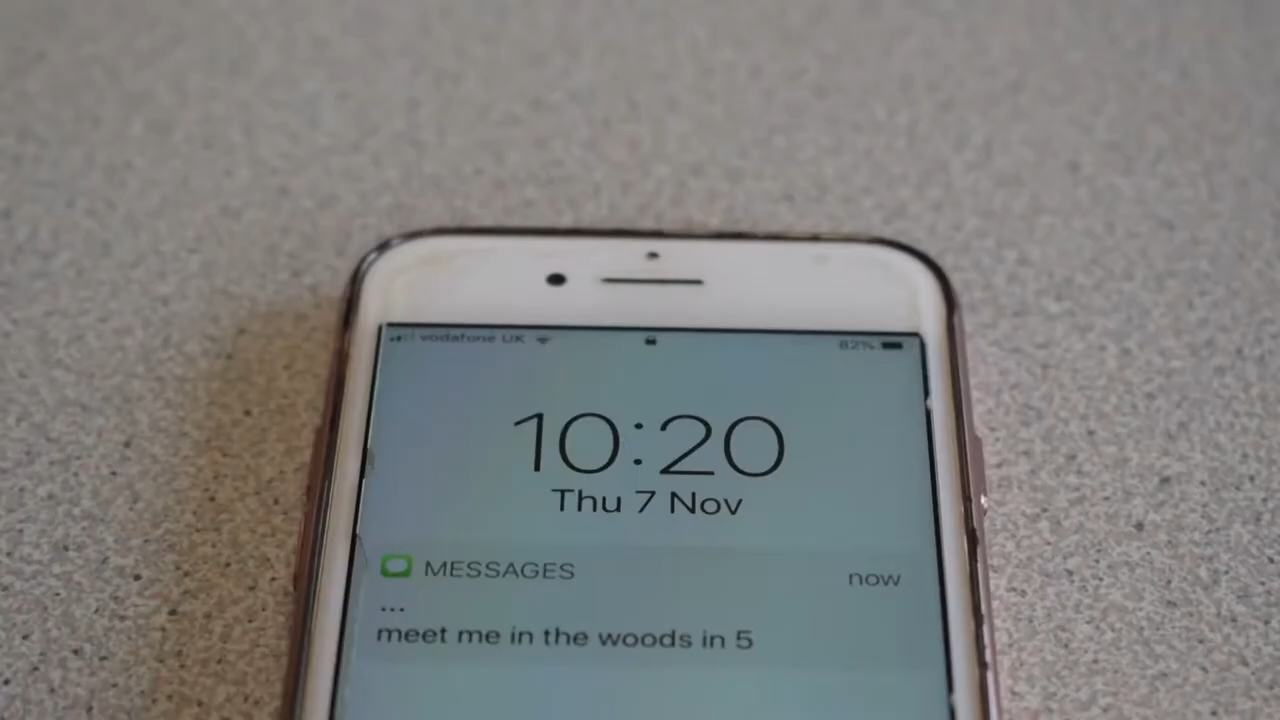 vodafone UK 82%
10:20
Thu 7 Nov
MESSAGES now
...
meet me in the woods in 5